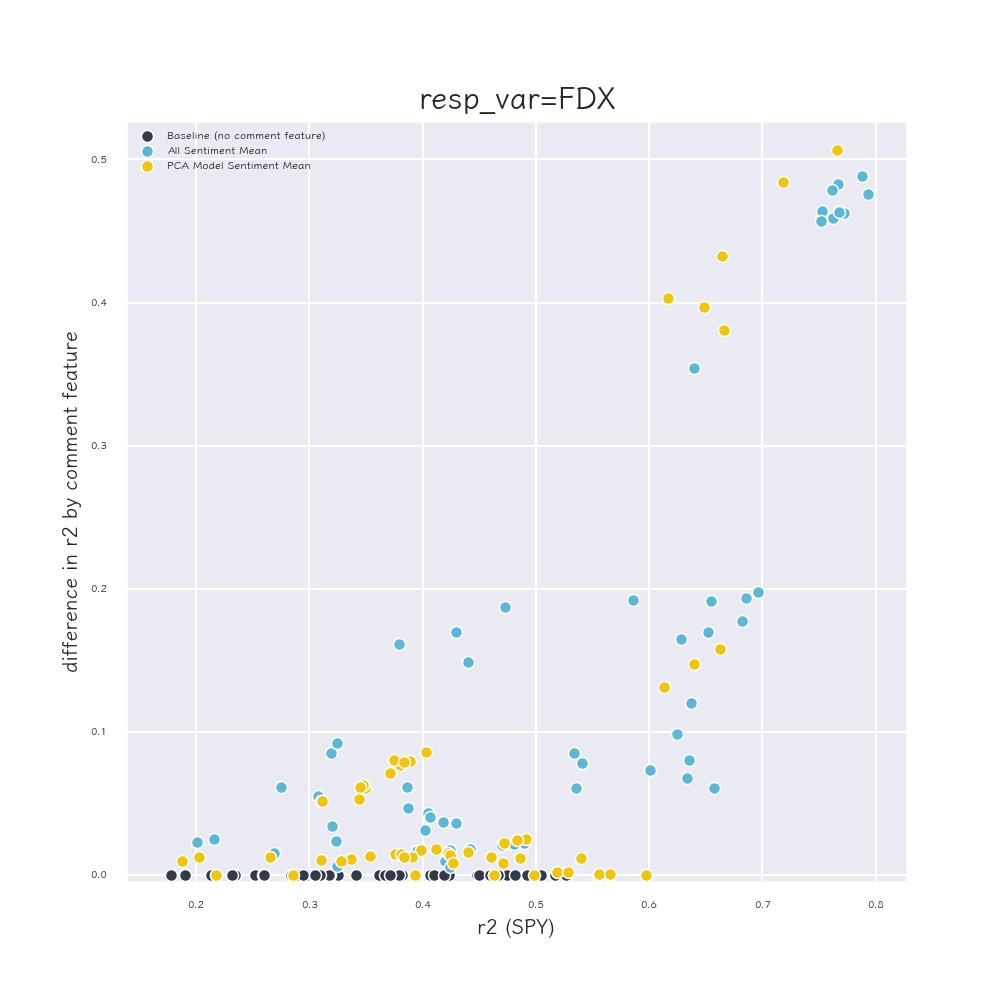 resp_var=FDX
Baseline (no comment feature)
All Sentiment Mean
PCA Model Sentiment Mean
difference in r2 by comment feature
0.5
0.4
0.3
0.2
0.1
0.0
0.2 0.3 0.4 0.5 0.6 0.7 0.8
r2 (SPY)